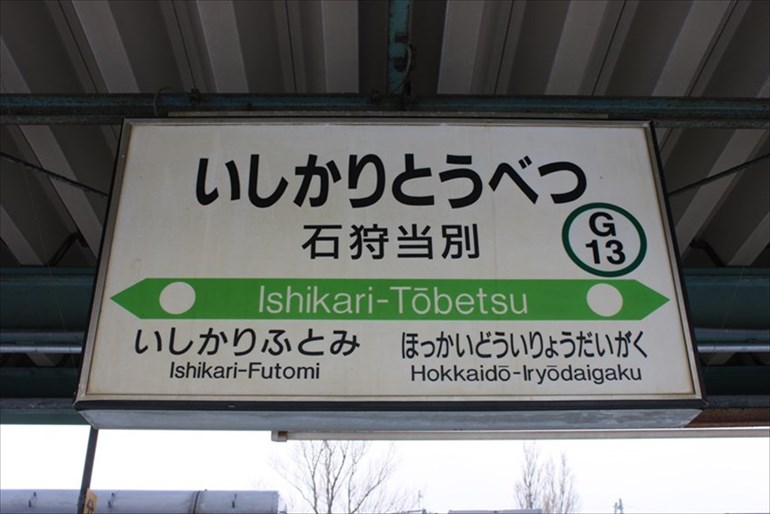 いしかりとうべつ
石狩当別
G
13
Ishikari-Tōbetsu
いしかりふとみ
Ishikari-Futomi
ほっかいどういりょうだいがく
Hokkaidō-Iryōdaigaku